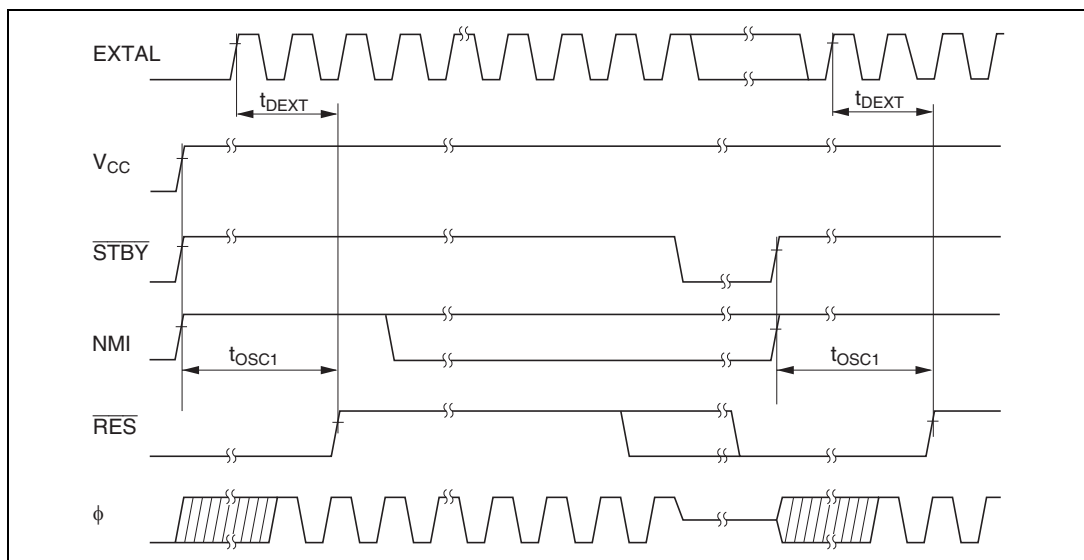 EXTAL
tDEXT
tDEXT
VCC
STBY
NMI
tOSC1
tOSC1
RES
ϕ